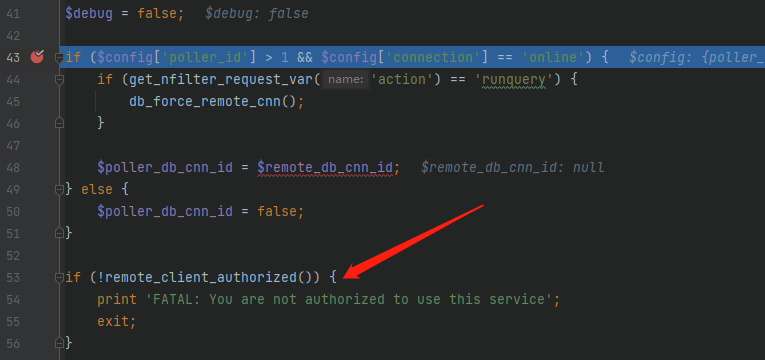 41 $debug = false; $debug: false
42
43 if ($config['poller_id'] > 1 && $config['connection'] == 'online') { $config: {poller_
44 if (get_nfilter_request_var( name: 'action') == 'runquery') {
45 db_force_remote_cnn();
46 }
47
48 $poller_db_cnn_id = $remote_db_cnn_id; $remote_db_cnn_id: null
49 } else {
50 $poller_db_cnn_id = false;
51 }
52
53 if (!remote_client_authorized()) {
54 print 'FATAL: You are not authorized to use this service';
55 exit;
56 }